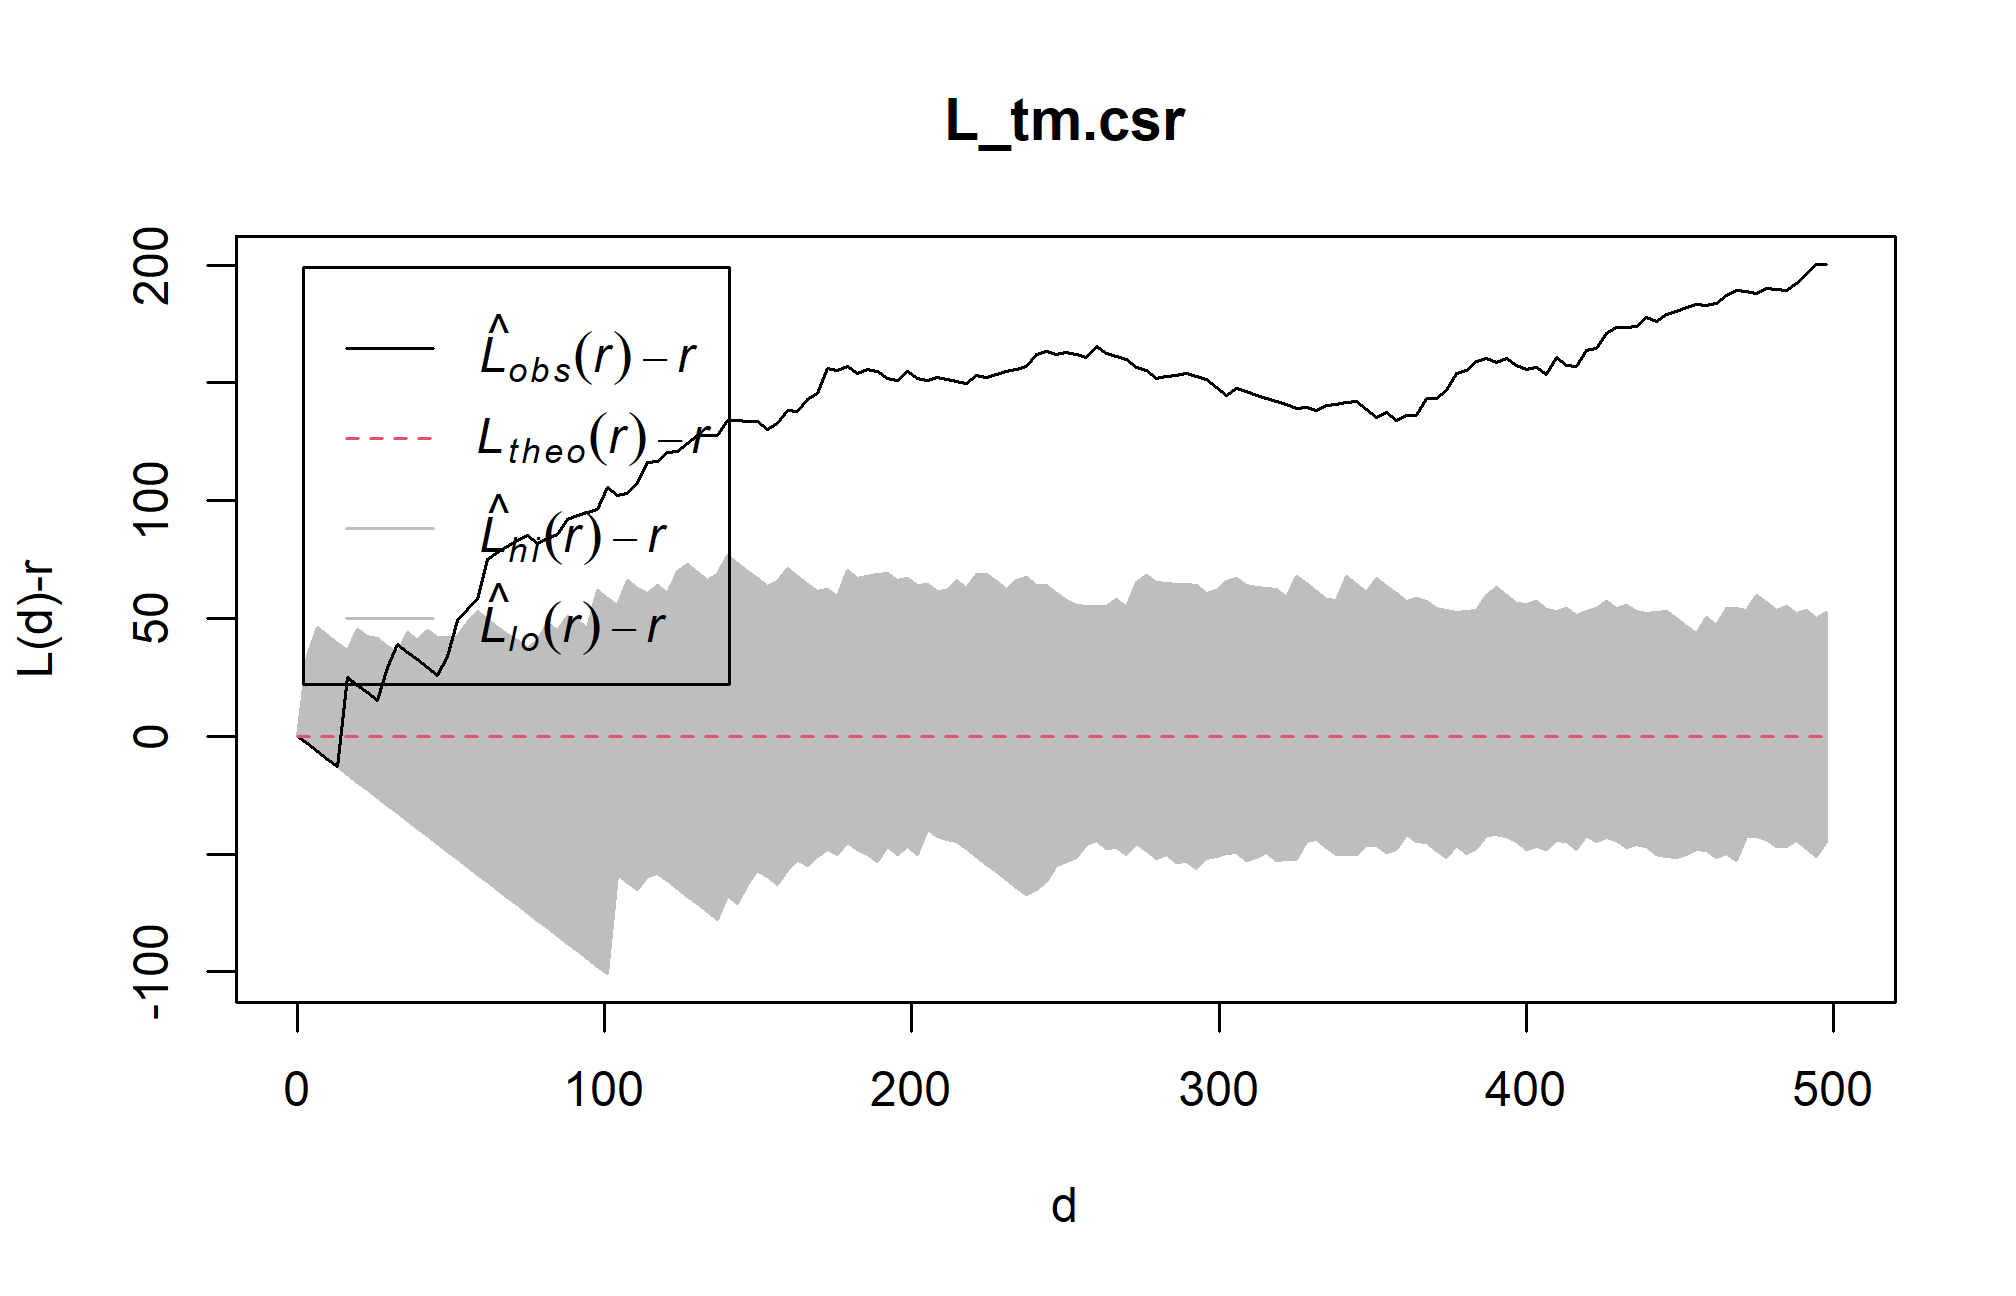 L_tm.csr
L(d)-r
200
100
50
0
-100
L̂obs(r) − r
Ltheo(r) − r
L̂hi(r) − r
L̂lo(r) − r
0 100 200 300 400 500
d